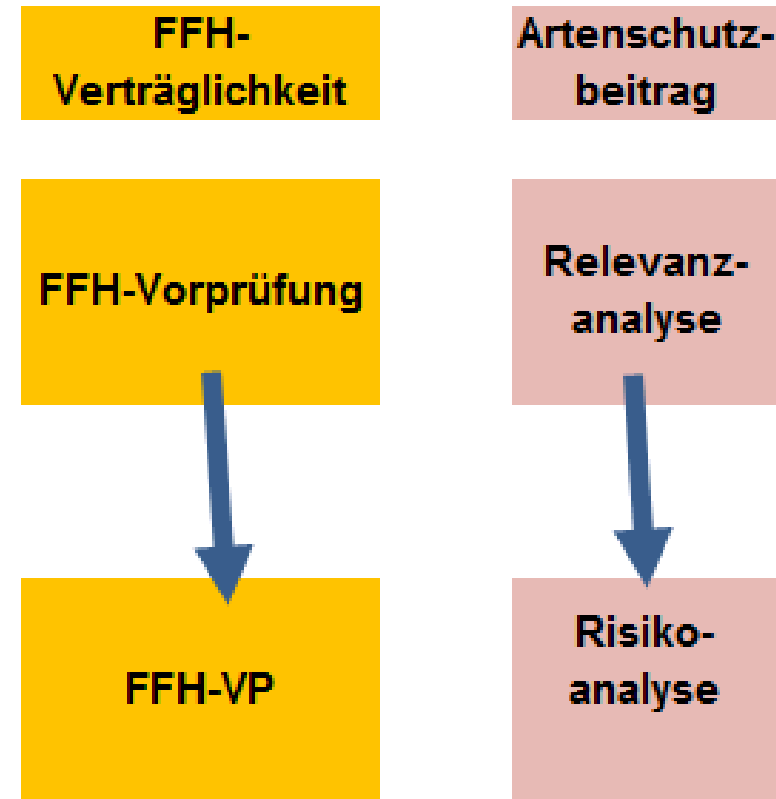 FFH-
Verträglichkeit
Artenschutz-
beitrag
FFH-Vorprüfung
Relevanz-
analyse
FFH-VP
Risiko-
analyse